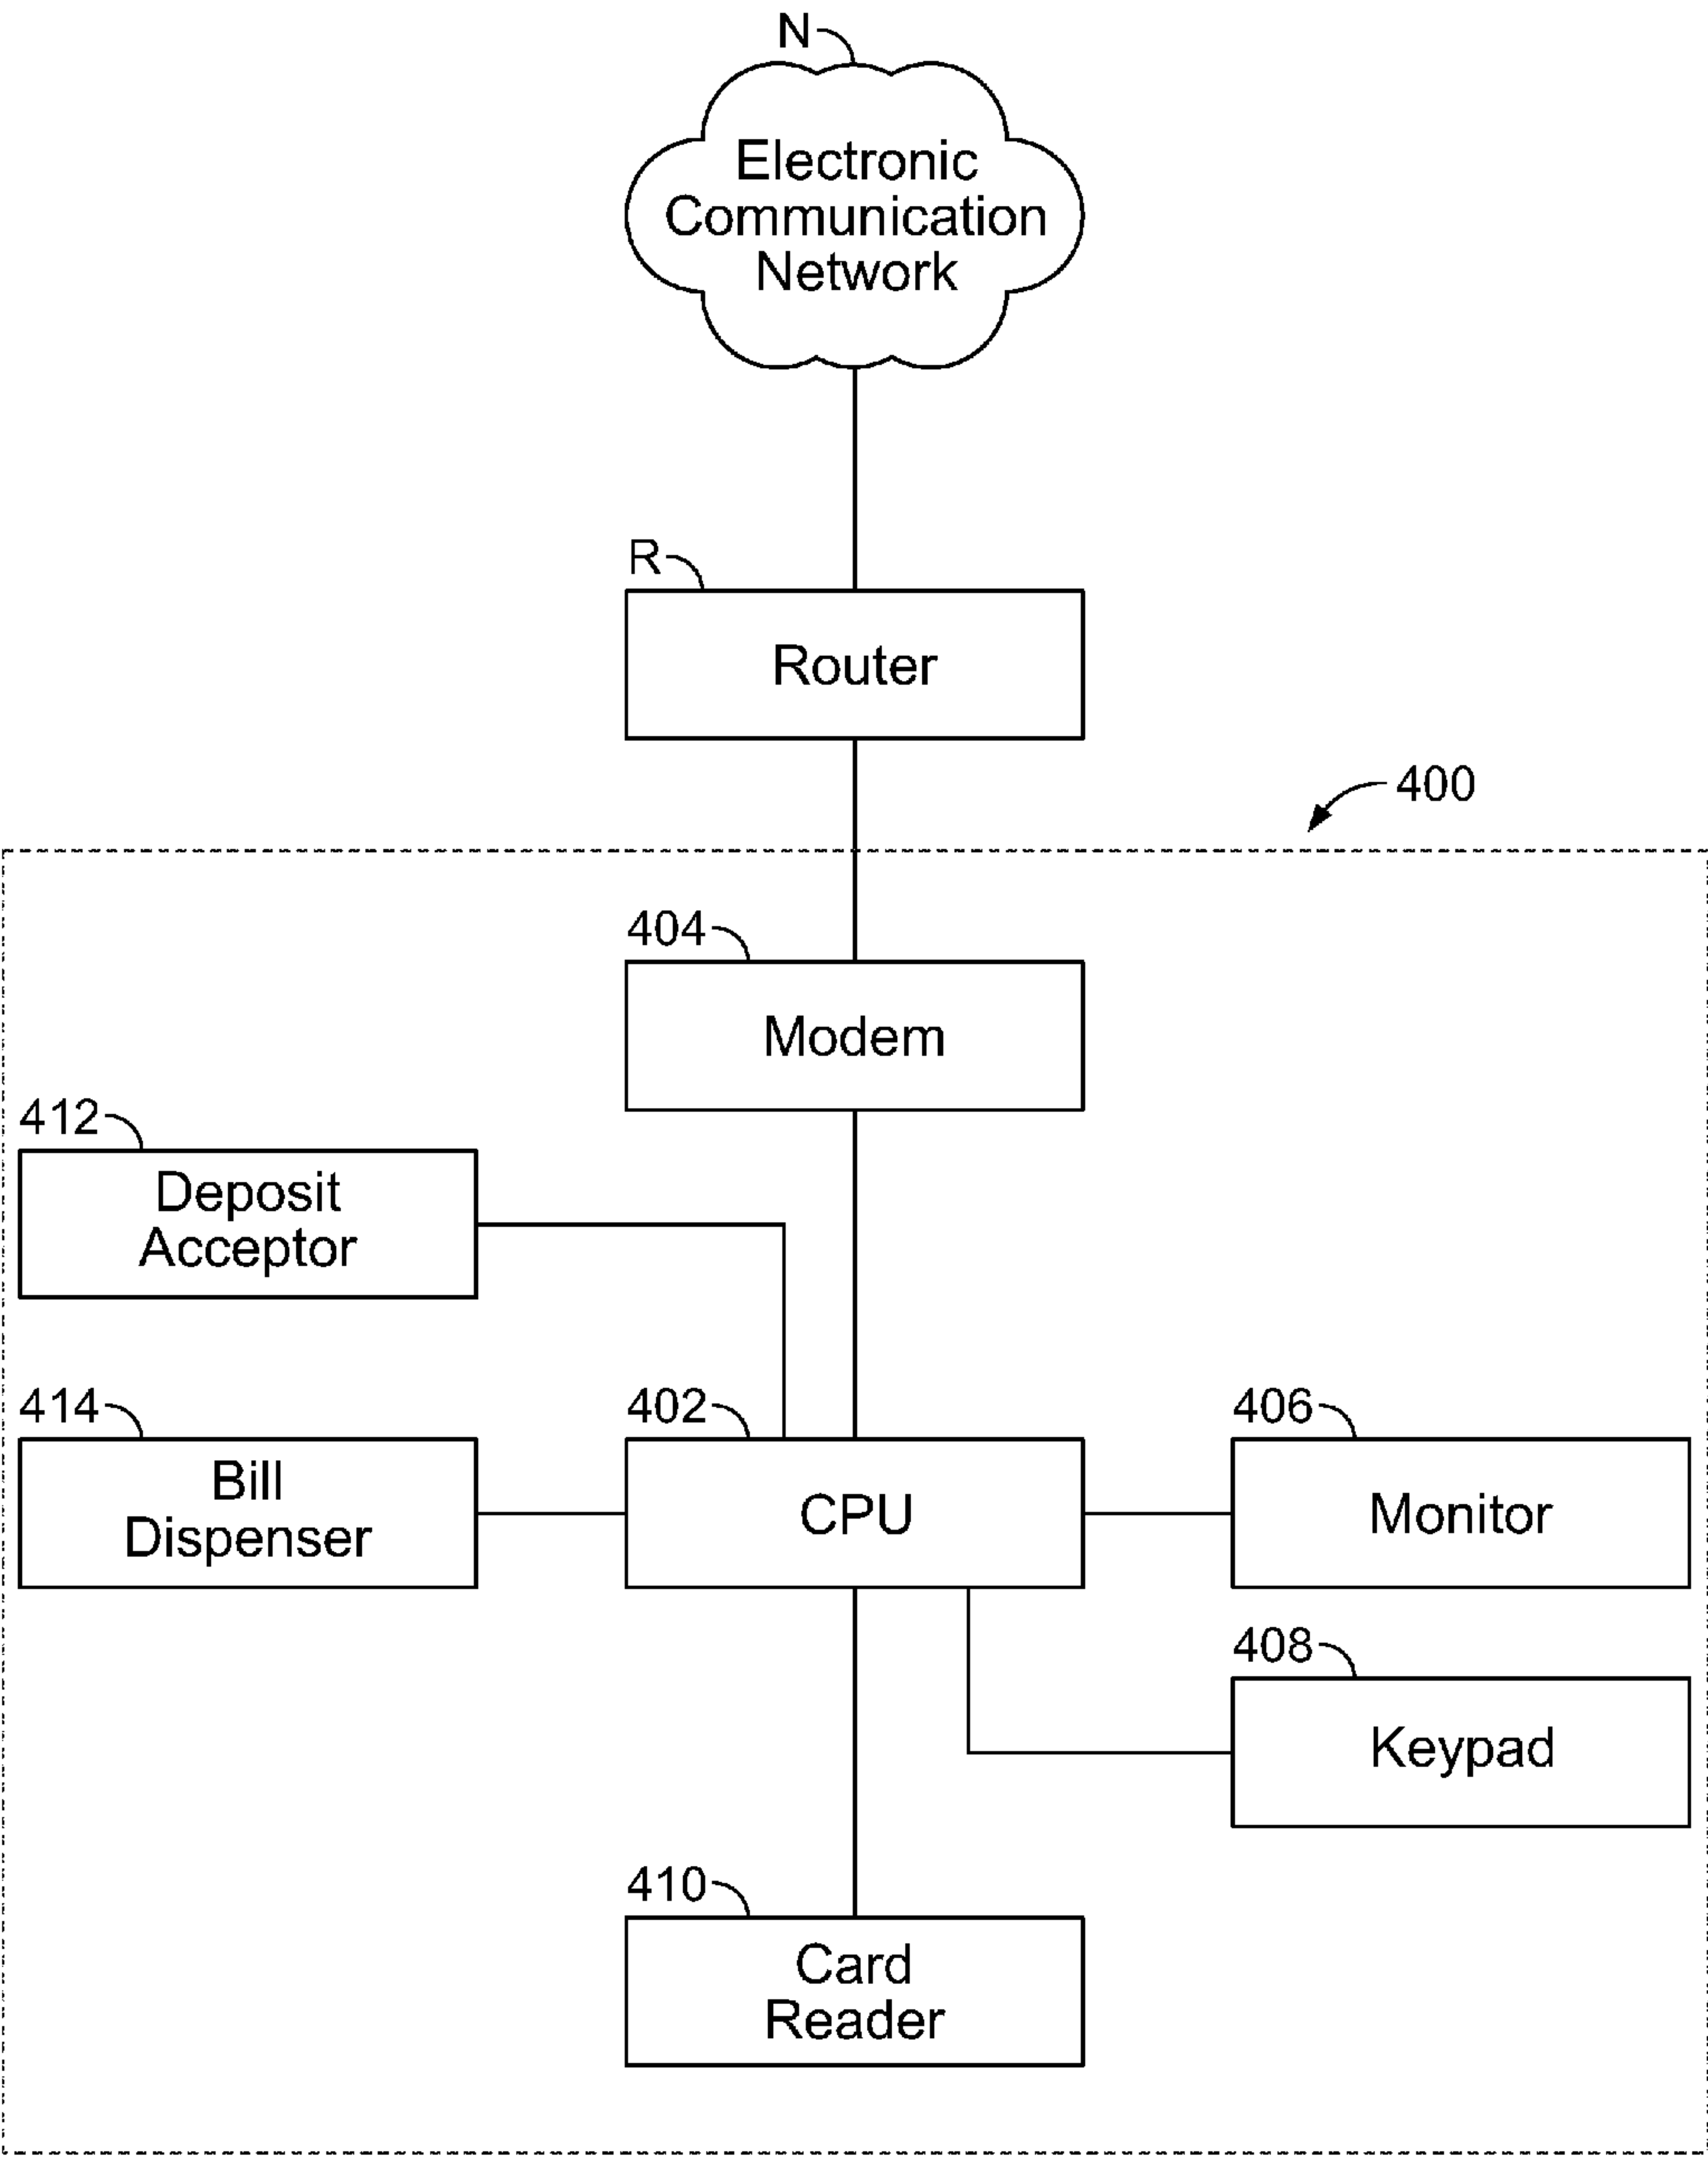 N
Electronic
Communication
Network
R
Router
400
404
Modem
412
Deposit
Acceptor
414
Bill
Dispenser
402
CPU
406
Monitor
408
Keypad
410
Card
Reader